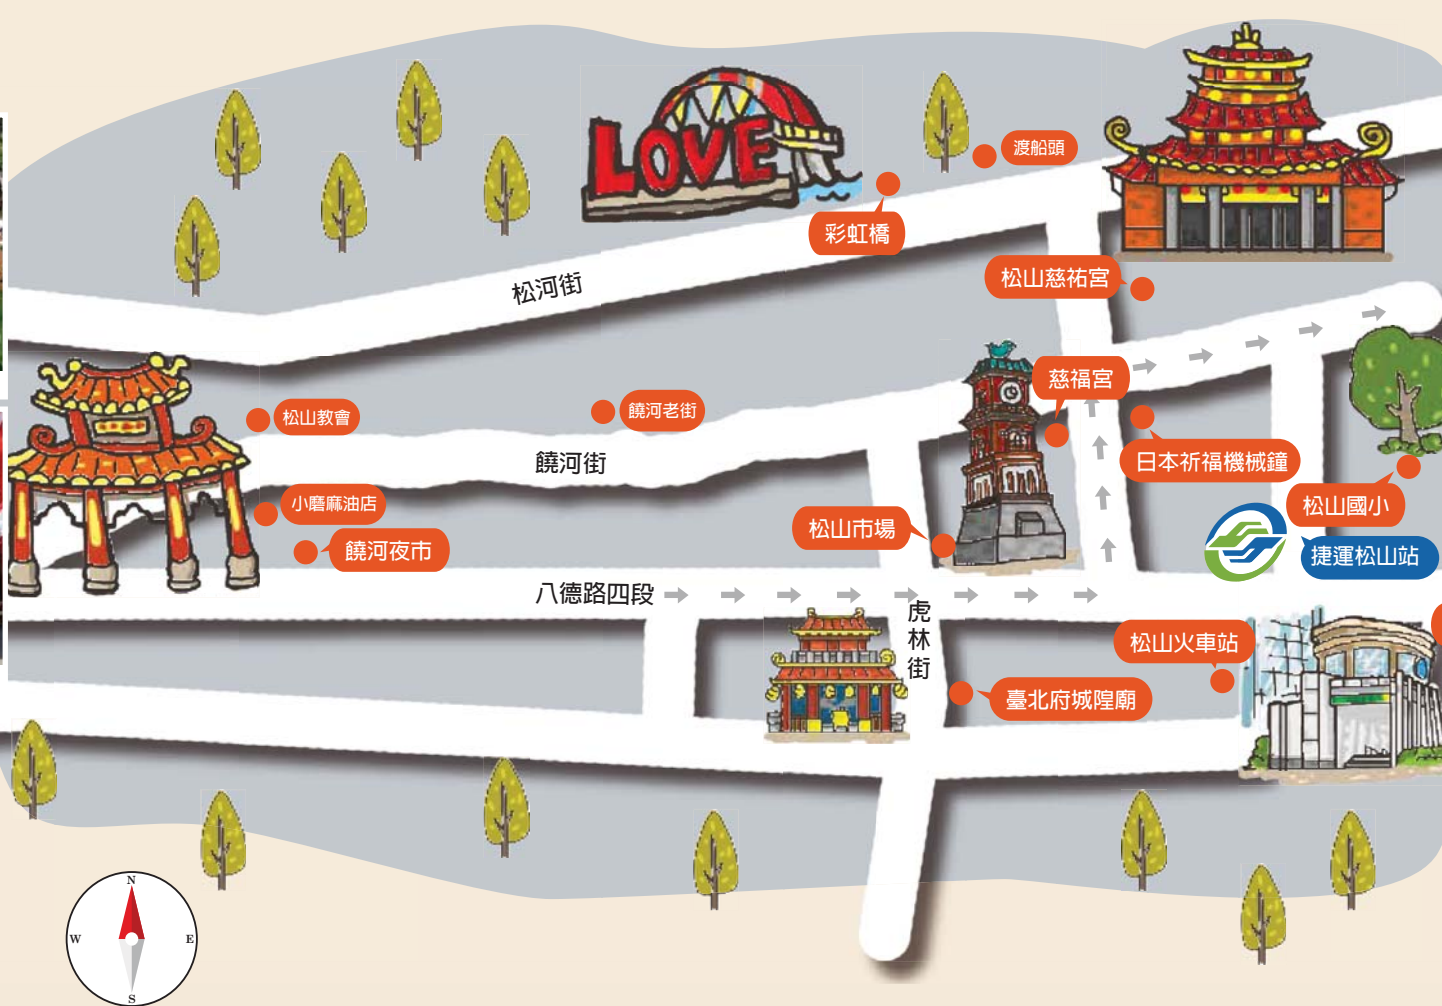 LOVE
渡船頭
彩虹橋
松河街
松山慈祐宮
慈福宮
松山教會
饒河老街
饒河街
日本祈福機械鐘
小磨麻油店
饒河夜市
松山市場
松山國小
捷運松山站
八德路四段
虎林街
松山火車站
臺北府城隍廟
N
W
E
S